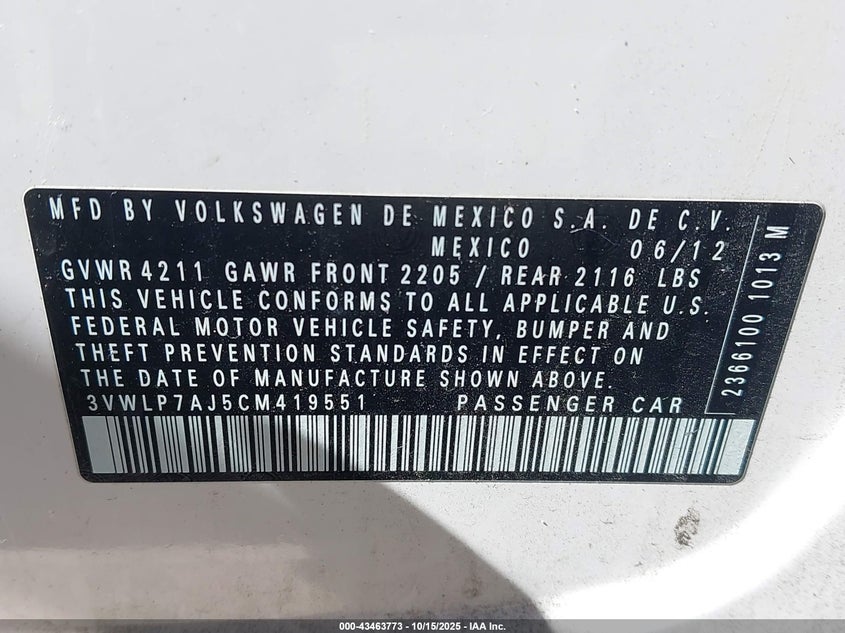 MFD BY VOLKSWAGEN DE MEXICO S.A. DE C.V.
MEXICO 06/12
GVWR 4211 GAWR FRONT 2205 / REAR 2116 LBS
THIS VEHICLE CONFORMS TO ALL APPLICABLE U.S.
FEDERAL MOTOR VEHICLE SAFETY, BUMPER AND
THEFT PREVENTION STANDARDS IN EFFECT ON
THE DATE OF MANUFACTURE SHOWN ABOVE.
3VWLP7AJ5CM419551 PASSENGER CAR
2366100 1013 M
000-43463773 - 10/15/2025 - IAA Inc.